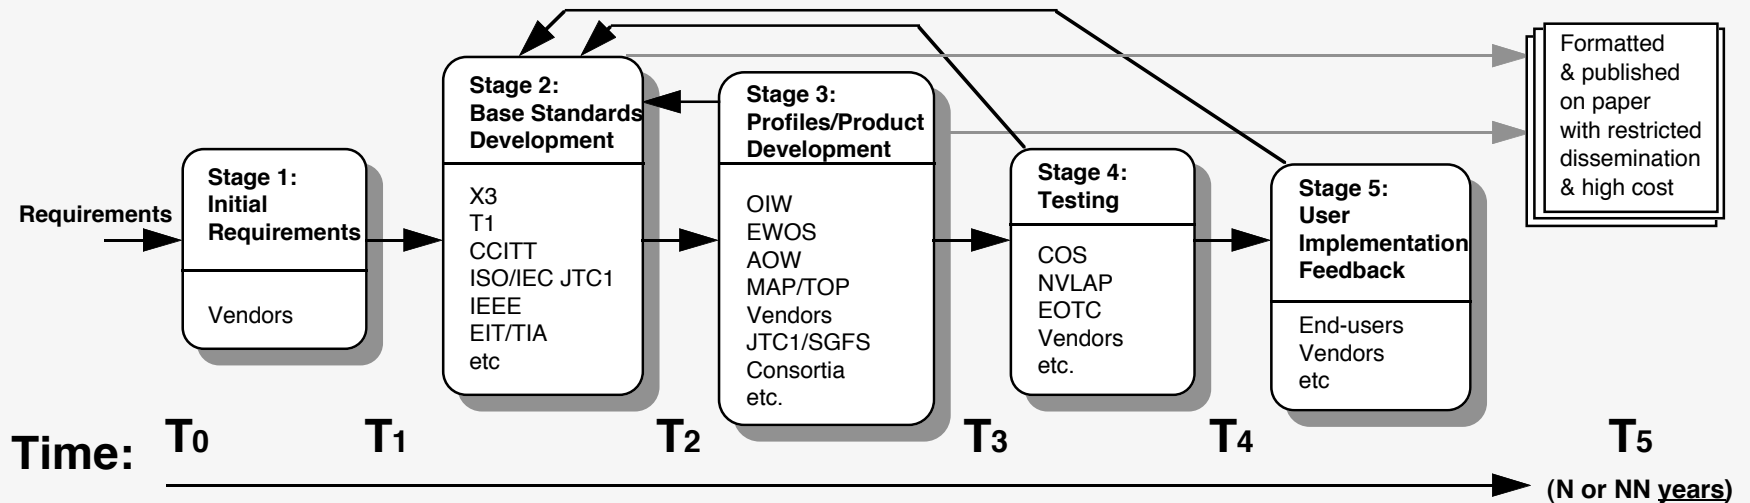 Requirements
Stage 1:
Initial
Requirements
Vendors
Stage 2:
Base Standards
Development
X3
T1
CCITT
ISO/IEC JTC1
IEEE
EIT/TIA
etc
Stage 3:
Profiles/Product
Development
OIW
EWOS
AOW
MAP/TOP
Vendors
JTC1/SGFS
Consortia
etc.
Stage 4:
Testing
COS
NVLAP
EOTC
Vendors
etc.
Stage 5:
User
Implementation
Feedback
End-users
Vendors
etc
Formatted
& published
on paper
with restricted
dissemination
& high cost
Time: T0 T1 T2 T3 T4 T5
(N or NN years)